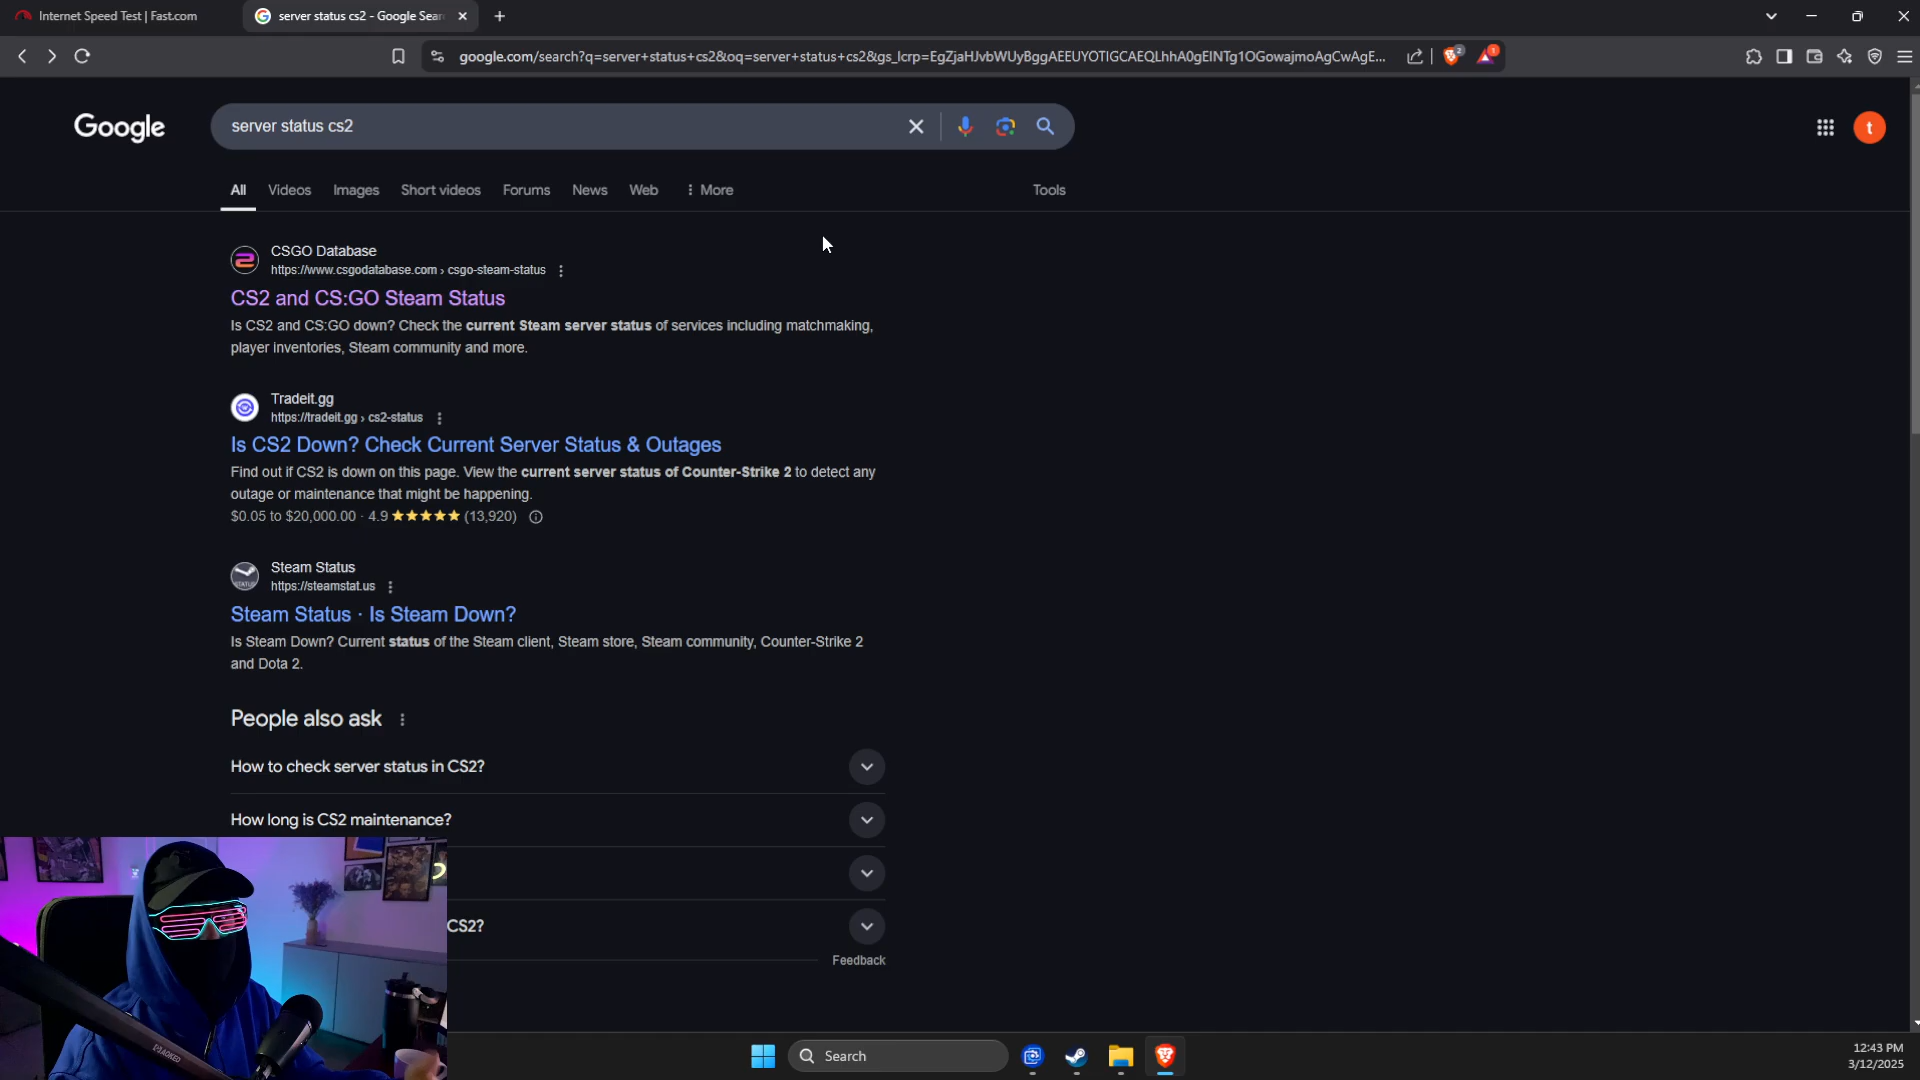 Internet Speed Test | Fast.com
server status cs2 - Google Sear
google.com/search?q=server+status+cs2&oq=server+status+cs2&gs_lcrp=EgZjaHJvbWUyBggAEEUYOTIGCAEQLhhA0gEINTg1OGowajmoAgCwAgE...
2
1
Google
server status cs2
t
All
Videos
Images
Short videos
Forums
News
Web
More
Tools
CSGO Database
https://www.csgodatabase.com › csgo-steam-status
CS2 and CS:GO Steam Status
Is CS2 and CS:GO down? Check the current Steam server status of services including matchmaking,
player inventories, Steam community and more.
Tradeit.gg
https://tradeit.gg › cs2-status
Is CS2 Down? Check Current Server Status & Outages
Find out if CS2 is down on this page. View the current server status of Counter-Strike 2 to detect any
outage or maintenance that might be happening.
$0.05 to $20,000.00 · 4.9 ★★★★★ (13,920)
Steam Status
https://steamstat.us
Steam Status · Is Steam Down?
Is Steam Down? Current status of the Steam client, Steam store, Steam community, Counter-Strike 2
and Dota 2.
People also ask
How to check server status in CS2?
How long is CS2 maintenance?
CS2?
Feedback
Search
12:43 PM
3/12/2025